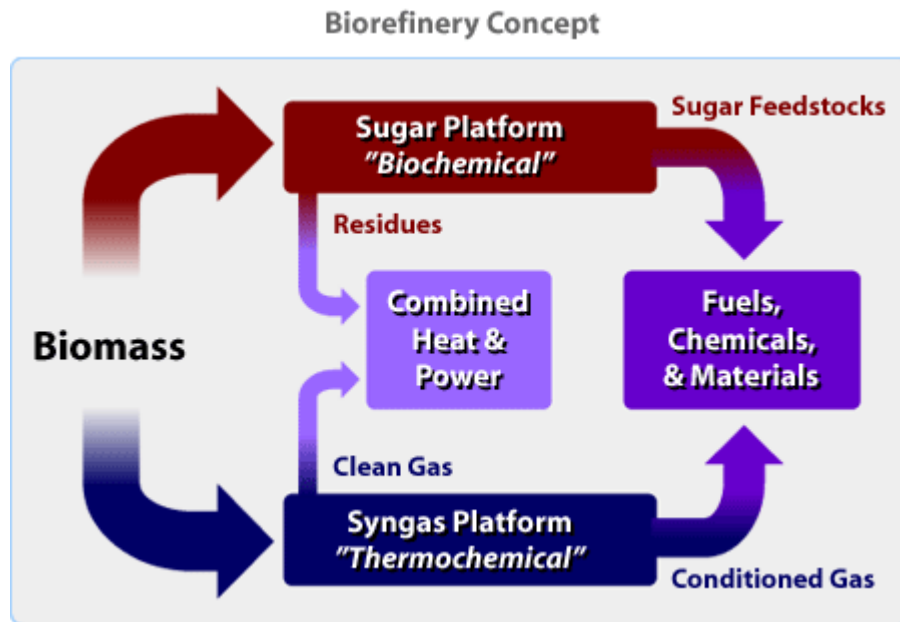 Biorefinery Concept
Sugar Feedstocks
Sugar Platform
"Biochemical"
Residues
Combined
Heat &
Power
Fuels,
Chemicals,
& Materials
Biomass
Clean Gas
Syngas Platform
"Thermochemical"
Conditioned Gas